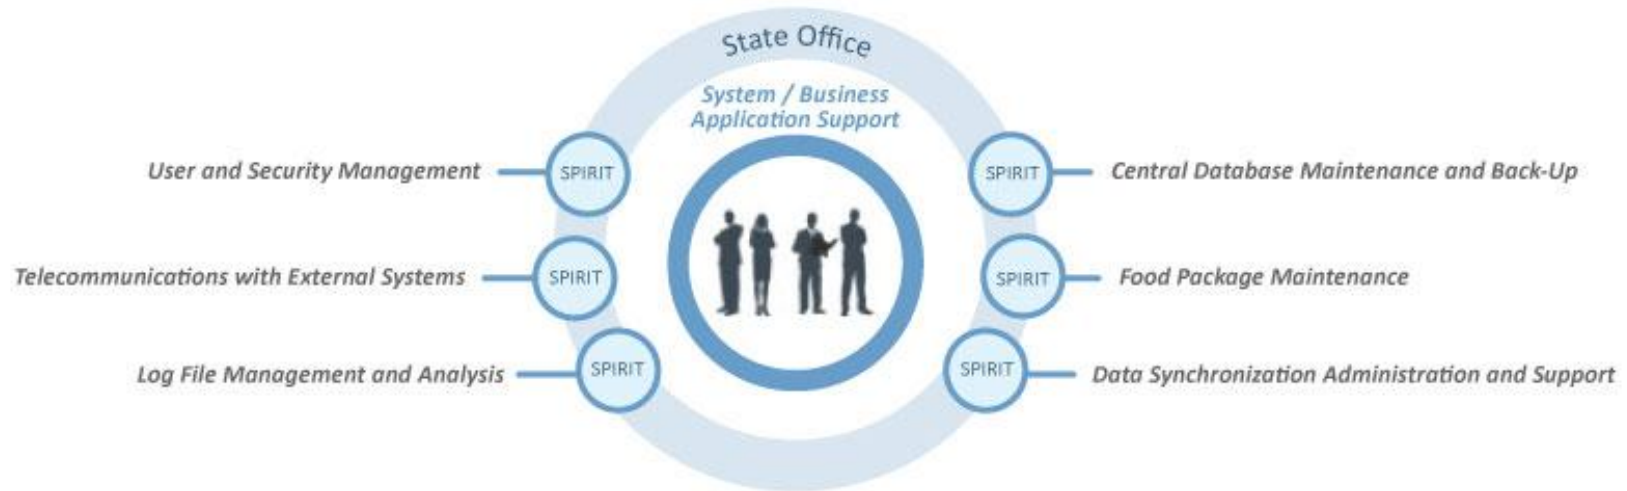 State Office
System / Business
Application Support
User and Security Management
SPIRIT
SPIRIT
Central Database Maintenance and Back-Up
Telecommunications with External Systems
SPIRIT
SPIRIT
Food Package Maintenance
Log File Management and Analysis
SPIRIT
SPIRIT
Data Synchronization Administration and Support